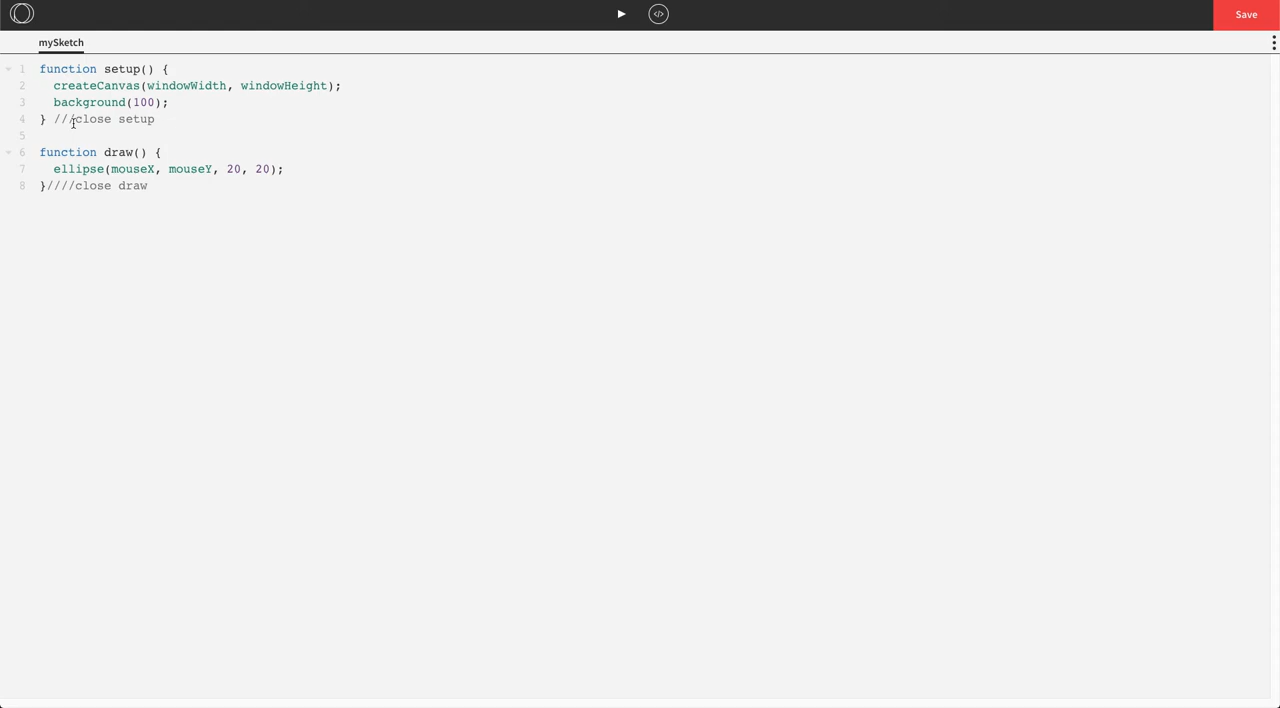 </>
Save
mySketch
1 function setup() {
2 createCanvas(windowWidth, windowHeight);
3 background(100);
4 } ///close setup
5
6 function draw() {
7 ellipse(mouseX, mouseY, 20, 20);
8 }////close draw